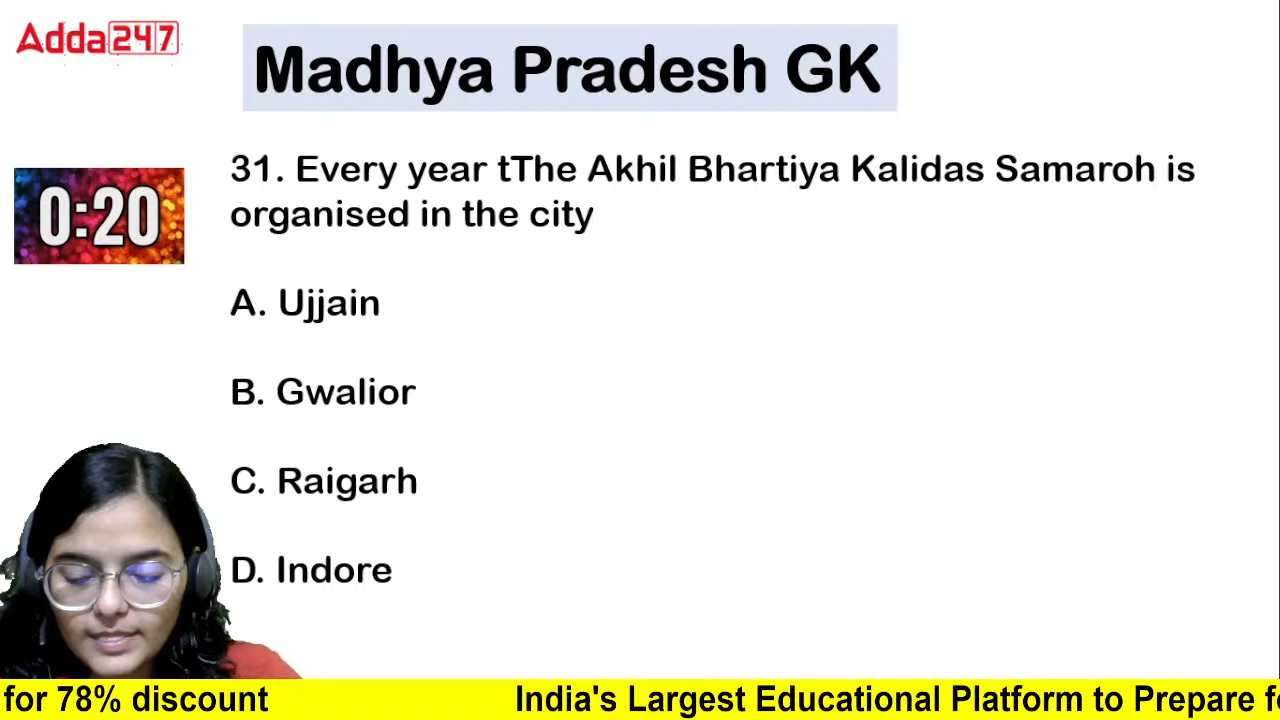 Adda247
Madhya Pradesh GK
0:20
31. Every year tThe Akhil Bhartiya Kalidas Samaroh is
organised in the city
A. Ujjain
B. Gwalior
C. Raigarh
D. Indore
for 78% discount
India's Largest Educational Platform to Prepare